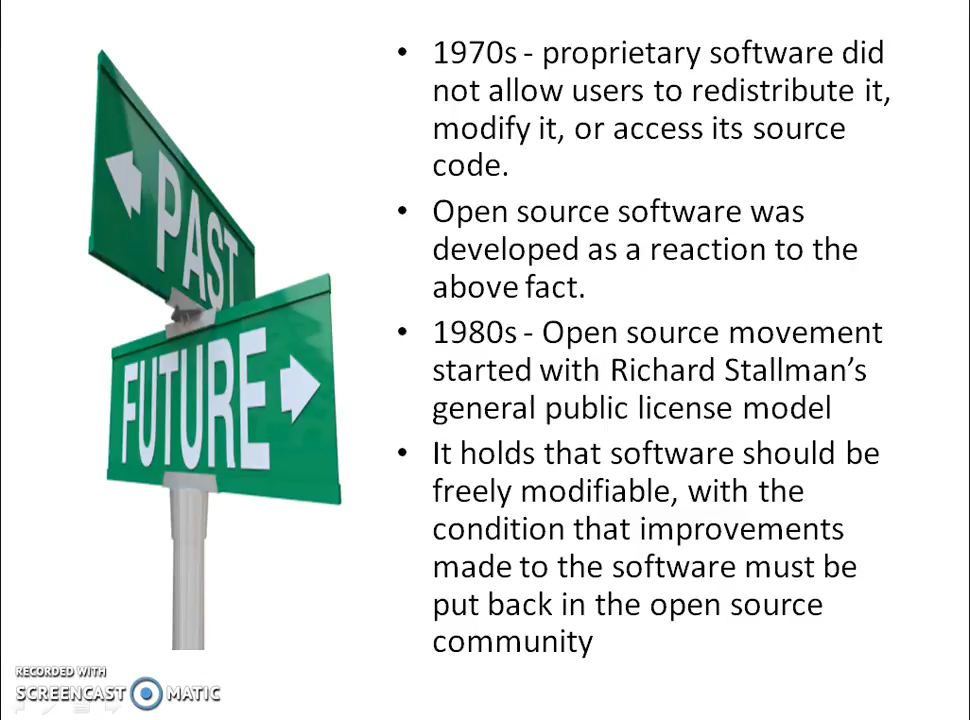 PAST
FUTURE
• 1970s - proprietary software did
not allow users to redistribute it,
modify it, or access its source
code.
• Open source software was
developed as a reaction to the
above fact.
• 1980s - Open source movement
started with Richard Stallman’s
general public license model
• It holds that software should be
freely modifiable, with the
condition that improvements
made to the software must be
put back in the open source
community
RECORDED WITH
SCREENCAST MATIC